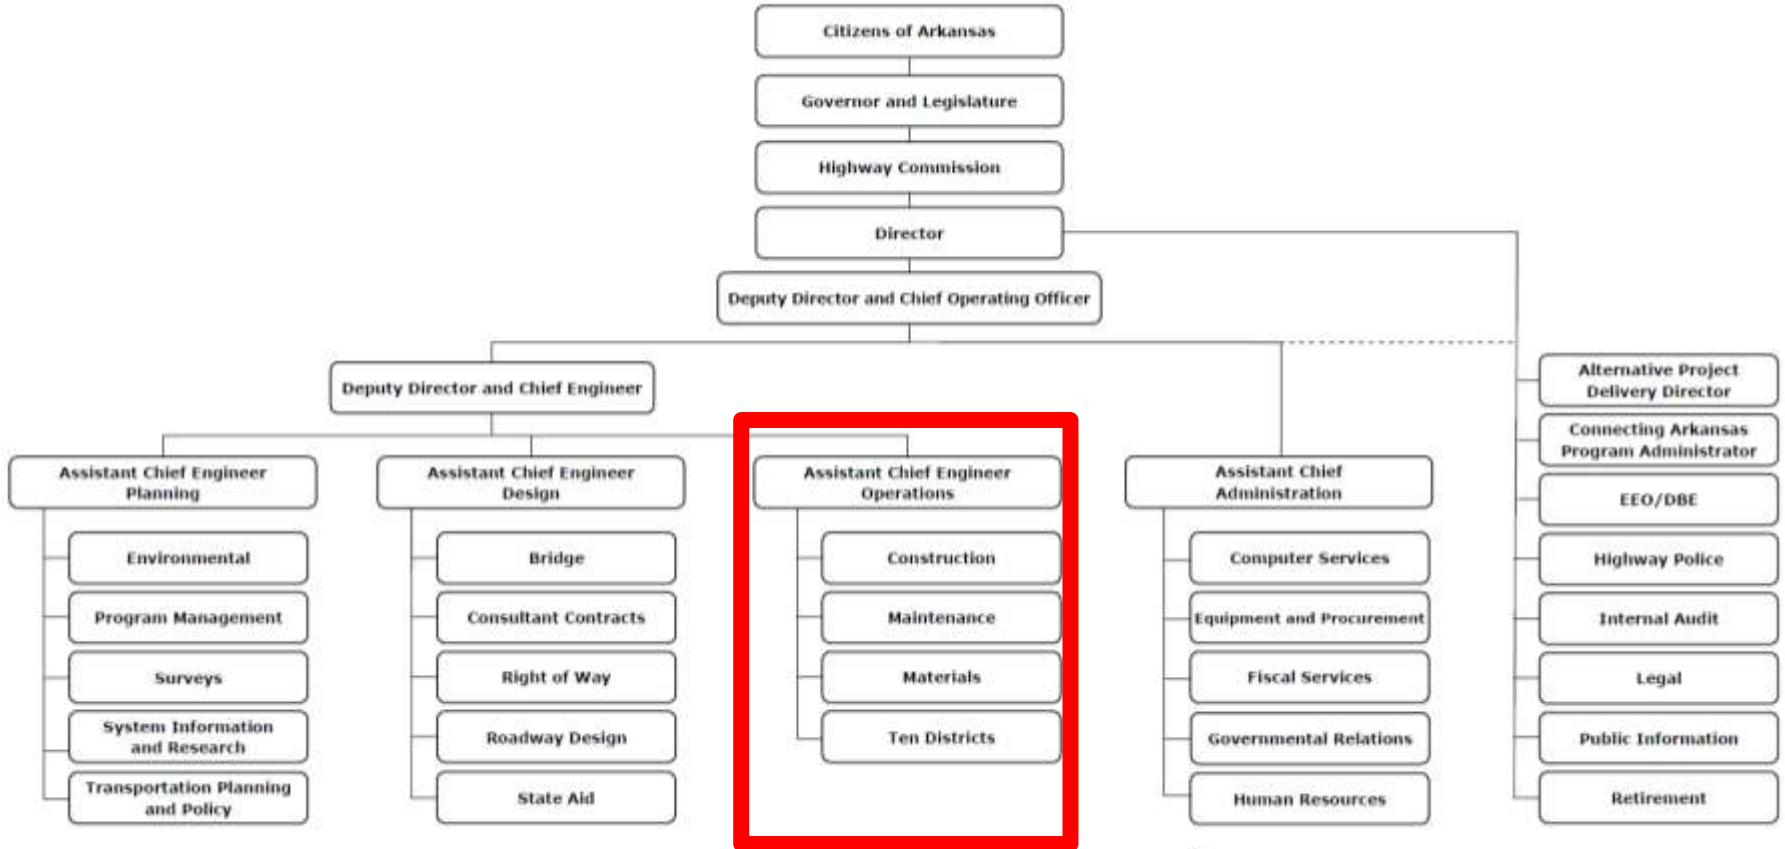 Citizens of Arkansas
Governor and Legislature
Highway Commission
Director
Deputy Director and Chief Operating Officer
Deputy Director and Chief Engineer
Assistant Chief Engineer
Planning
Environmental
Program Management
Surveys
System Information
and Research
Transportation Planning
and Policy
Assistant Chief Engineer
Design
Bridge
Consultant Contracts
Right of Way
Roadway Design
State Aid
Assistant Chief Engineer
Operations
Construction
Maintenance
Materials
Ten Districts
Assistant Chief
Administration
Computer Services
Equipment and Procurement
Fiscal Services
Governmental Relations
Human Resources
Alternative Project
Delivery Director
Connecting Arkansas
Program Administrator
EEO/DBE
Highway Police
Internal Audit
Legal
Public Information
Retirement